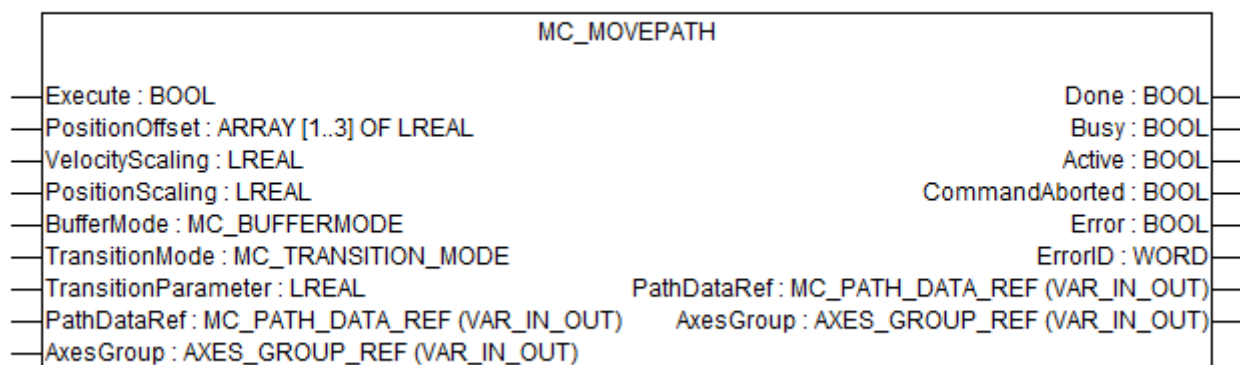 MC_MOVEPATH
Execute : BOOL Done : BOOL
PositionOffset : ARRAY [1..3] OF LREAL Busy : BOOL
VelocityScaling : LREAL Active : BOOL
PositionScaling : LREAL CommandAborted : BOOL
BufferMode : MC_BUFFERMODE Error : BOOL
TransitionMode : MC_TRANSITION_MODE ErrorID : WORD
TransitionParameter : LREAL PathDataRef : MC_PATH_DATA_REF (VAR_IN_OUT)
PathDataRef : MC_PATH_DATA_REF (VAR_IN_OUT) AxesGroup : AXES_GROUP_REF (VAR_IN_OUT)
AxesGroup : AXES_GROUP_REF (VAR_IN_OUT)